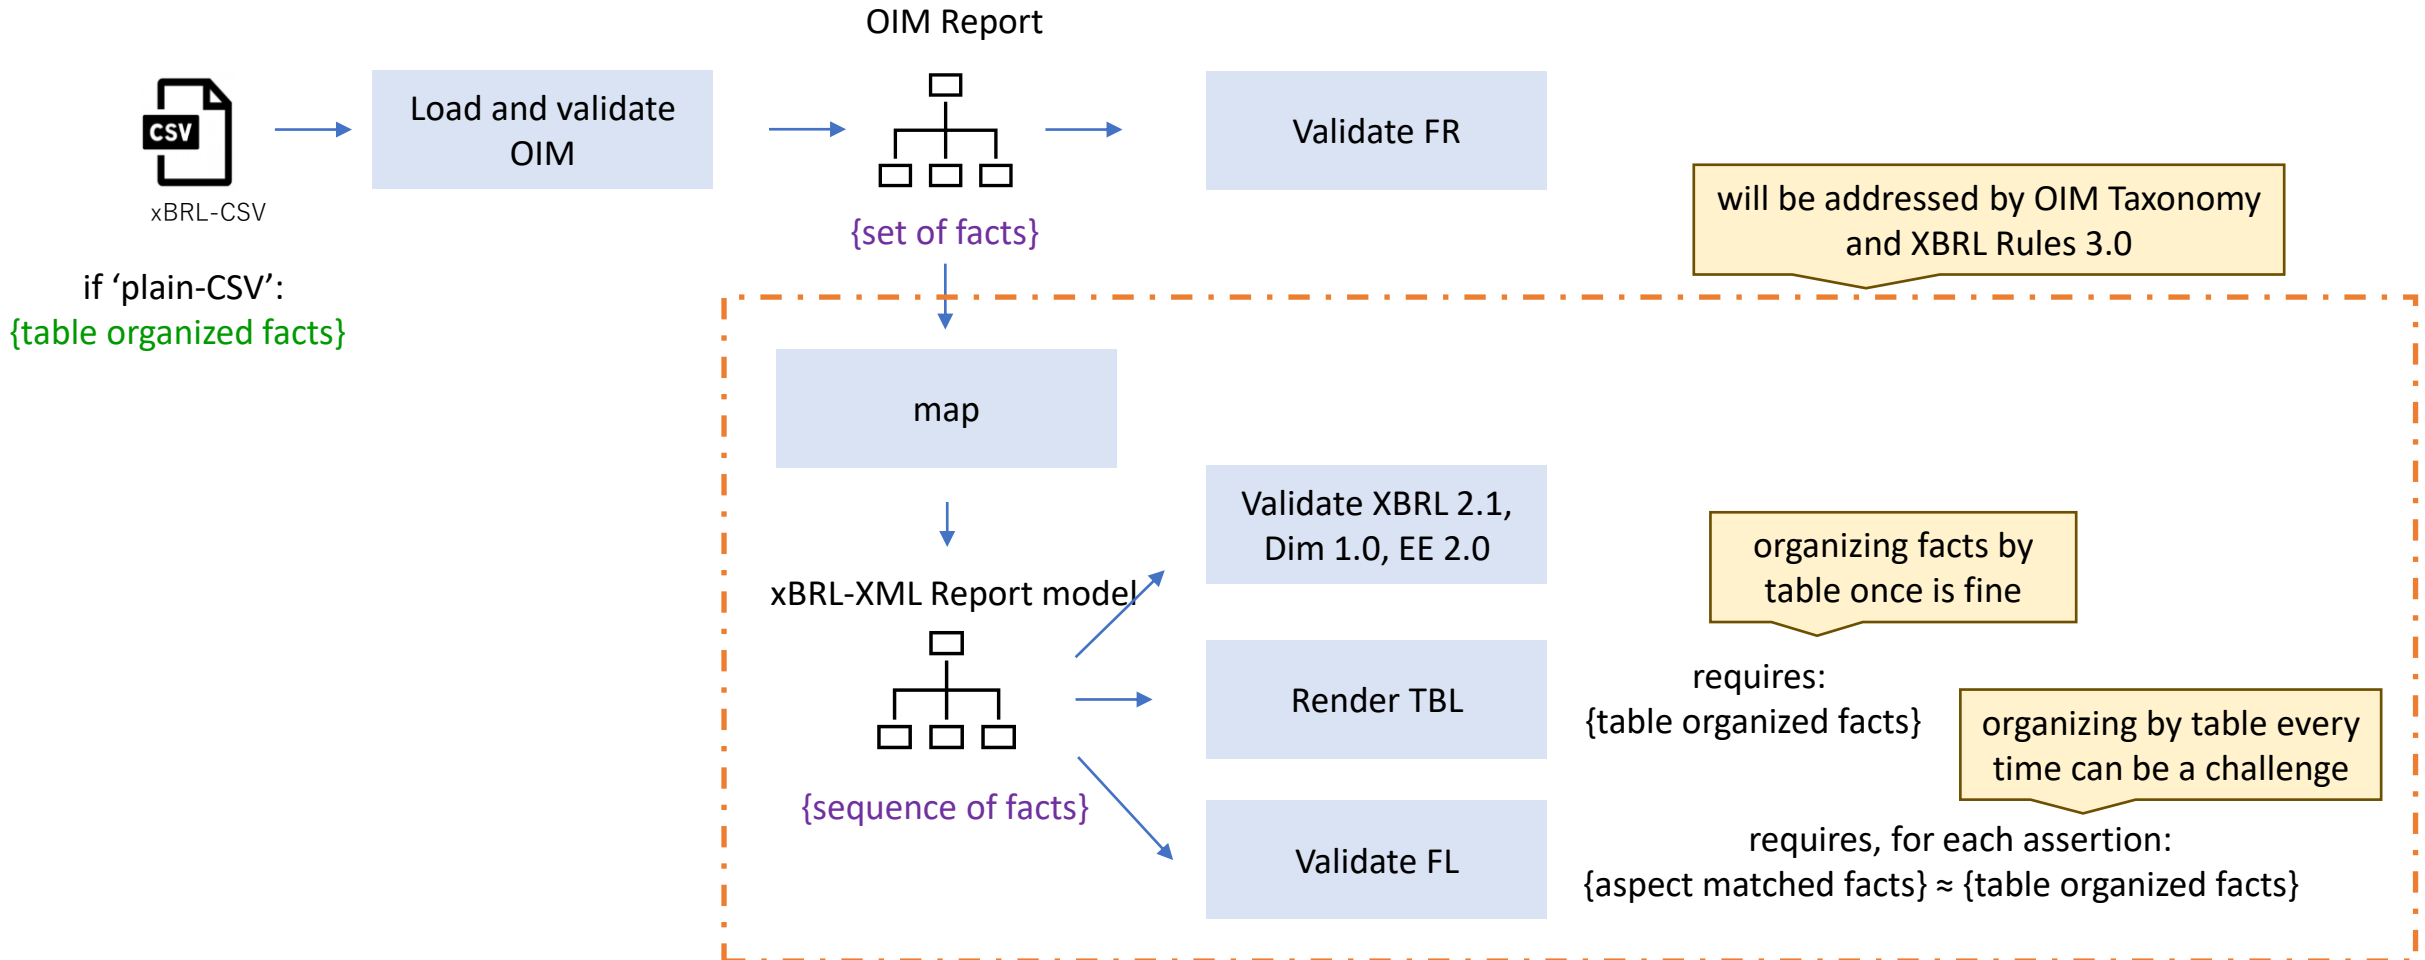 OIM Report
CSV
xBRL-CSV
if ‘plain-CSV’:
{table organized facts}
Load and validate
OIM
{set of facts}
Validate FR
will be addressed by OIM Taxonomy
and XBRL Rules 3.0
map
xBRL-XML Report model
{sequence of facts}
Validate XBRL 2.1,
Dim 1.0, EE 2.0
organizing facts by
table once is fine
Render TBL
requires:
{table organized facts}
organizing by table every
time can be a challenge
Validate FL
requires, for each assertion:
{aspect matched facts} ≈ {table organized facts}